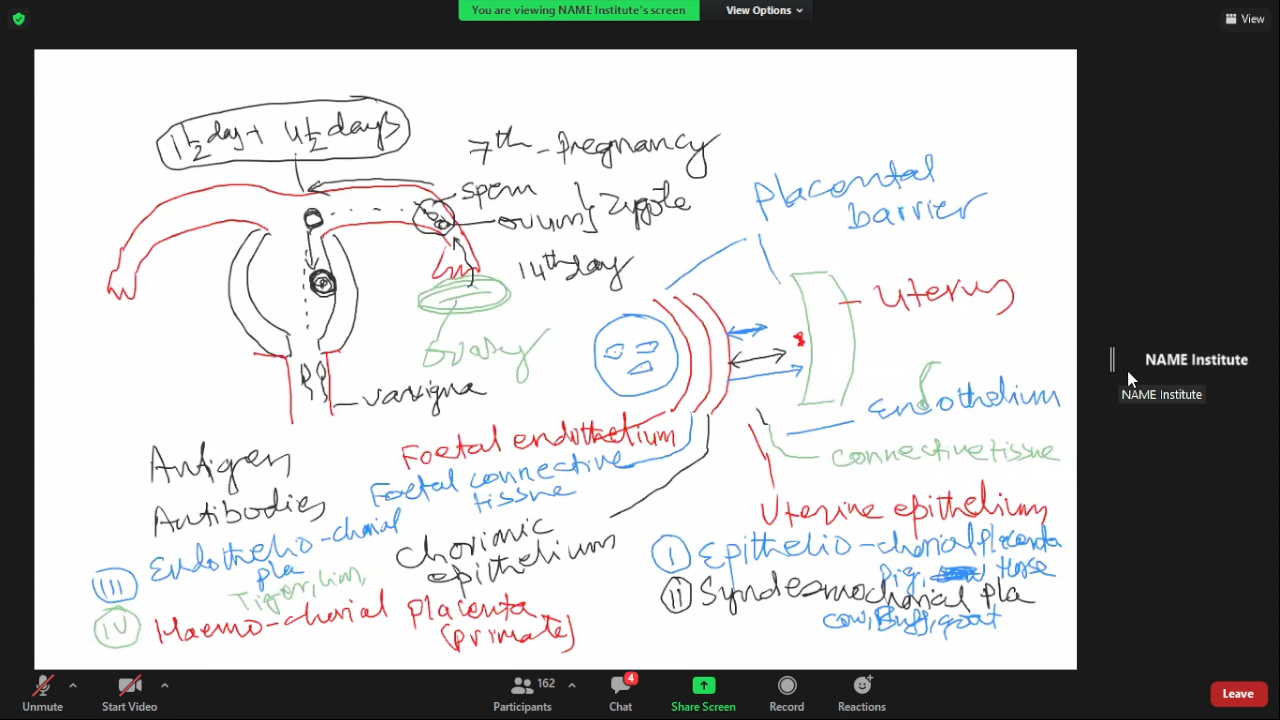 You are viewing NAME Institute's screen
View Options
View
1 1/2 day + 4 1/2 days
7th - pregnancy
sperm
ovum } Zygote
14th day
ovary
Placental
barrier
Uterus
NAME Institute
NAME Institute
Endothelium
connective tissue
Uterine epithelium
Foetal endothelium
Foetal connective
tissue
Chorionic
epithelium
Antigen
Antibodies
III Endothelio-chorial
pla
Tiger, lion,
IV Haemo-chorial placenta
(primate)
I Epithelio-chorial placenta
pig, Horse
II Syndesmochorial pla
cow, Buff, goat
Unmute
Start Video
162
Participants
4
Chat
Share Screen
Record
Reactions
Leave